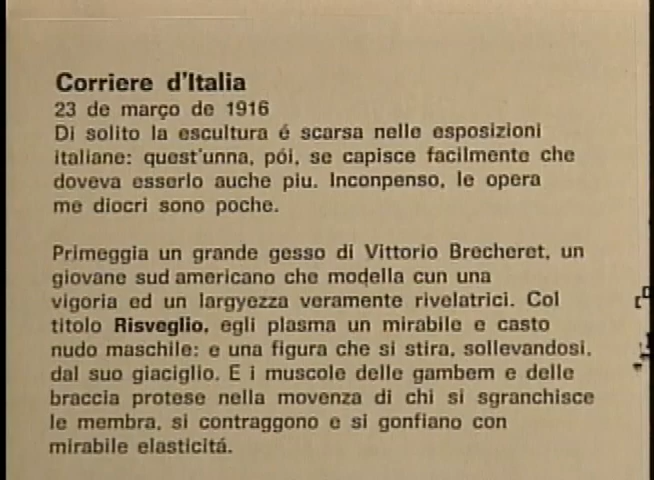 Corriere d'Italia
23 de março de 1916
Di solito la escultura é scarsa nelle esposizioni
italiane: quest'unna, pói, se capisce facilmente che
doveva esserlo auche piu. Inconpenso, le opera
me diocri sono poche.
Primeggia un grande gesso di Vittorio Brecheret, un
giovane sud americano che modella cun una
vigoria ed un largyezza veramente rivelatrici. Col
titolo Risveglio, egli plasma un mirabile e casto
nudo maschile: e una figura che si stira, sollevandosi,
dal suo giaciglio. E i muscole delle gambem e delle
braccia protese nella movenza di chi si sgranchisce
le membra, si contraggono e si gonfiano con
mirabile elasticitá.